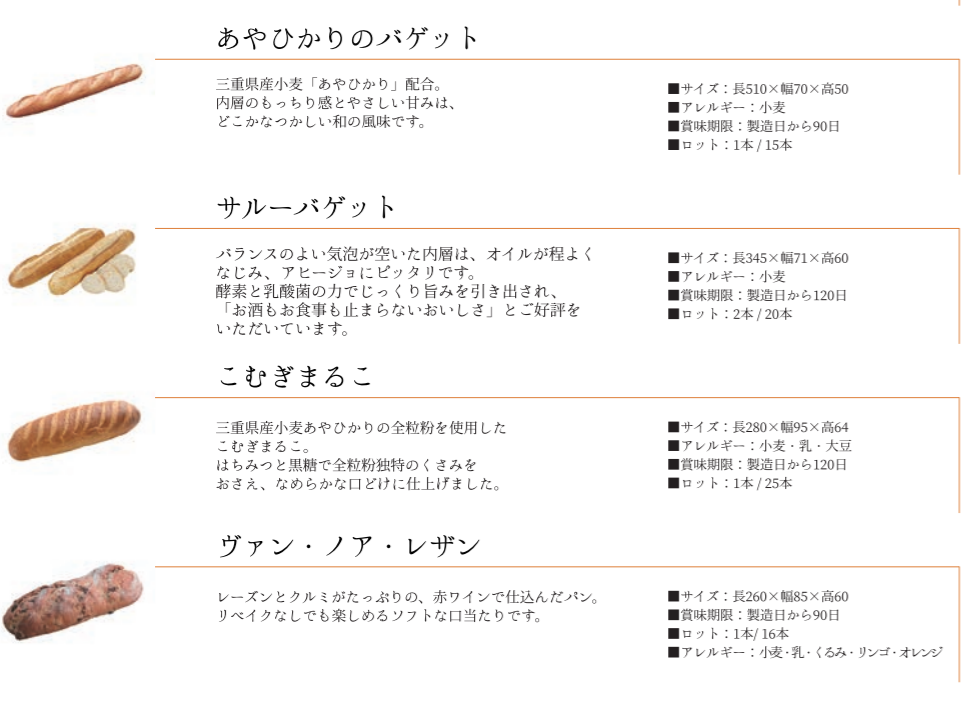 あやひかりのバゲット
三重県産小麦「あやひかり」配合。
内層のもっちり感とやさしい甘みは、
どこかなつかしい和の風味です。
■サイズ：長510×幅70×高50
■アレルギー：小麦
■賞味期限：製造日から90日
■ロット：1本 / 15本
サルーバゲット
バランスのよい気泡が空いた内層は、オイルが程よく
なじみ、アヒージョにピッタリです。
酵素と乳酸菌の力でじっくり旨みを引き出され、
「お酒もお食事も止まらないおいしさ」とご好評を
いただいています。
■サイズ：長345×幅71×高60
■アレルギー：小麦
■賞味期限：製造日から120日
■ロット：2本 / 20本
こむぎまるこ
三重県産小麦あやひかりの全粒粉を使用した
こむぎまるこ。
はちみつと黒糖で全粒粉独特のくさみを
おさえ、なめらかな口どけに仕上げました。
■サイズ：長280×幅95×高64
■アレルギー：小麦・乳・大豆
■賞味期限：製造日から120日
■ロット：1本 / 25本
ヴァン・ノア・レザン
レーズンとクルミがたっぷりの、赤ワインで仕込んだパン。
リベイクなしでも楽しめるソフトな口当たりです。
■サイズ：長260×幅85×高60
■賞味期限：製造日から90日
■ロット：1本/ 16本
■アレルギー：小麦・乳・くるみ・リンゴ・オレンジ